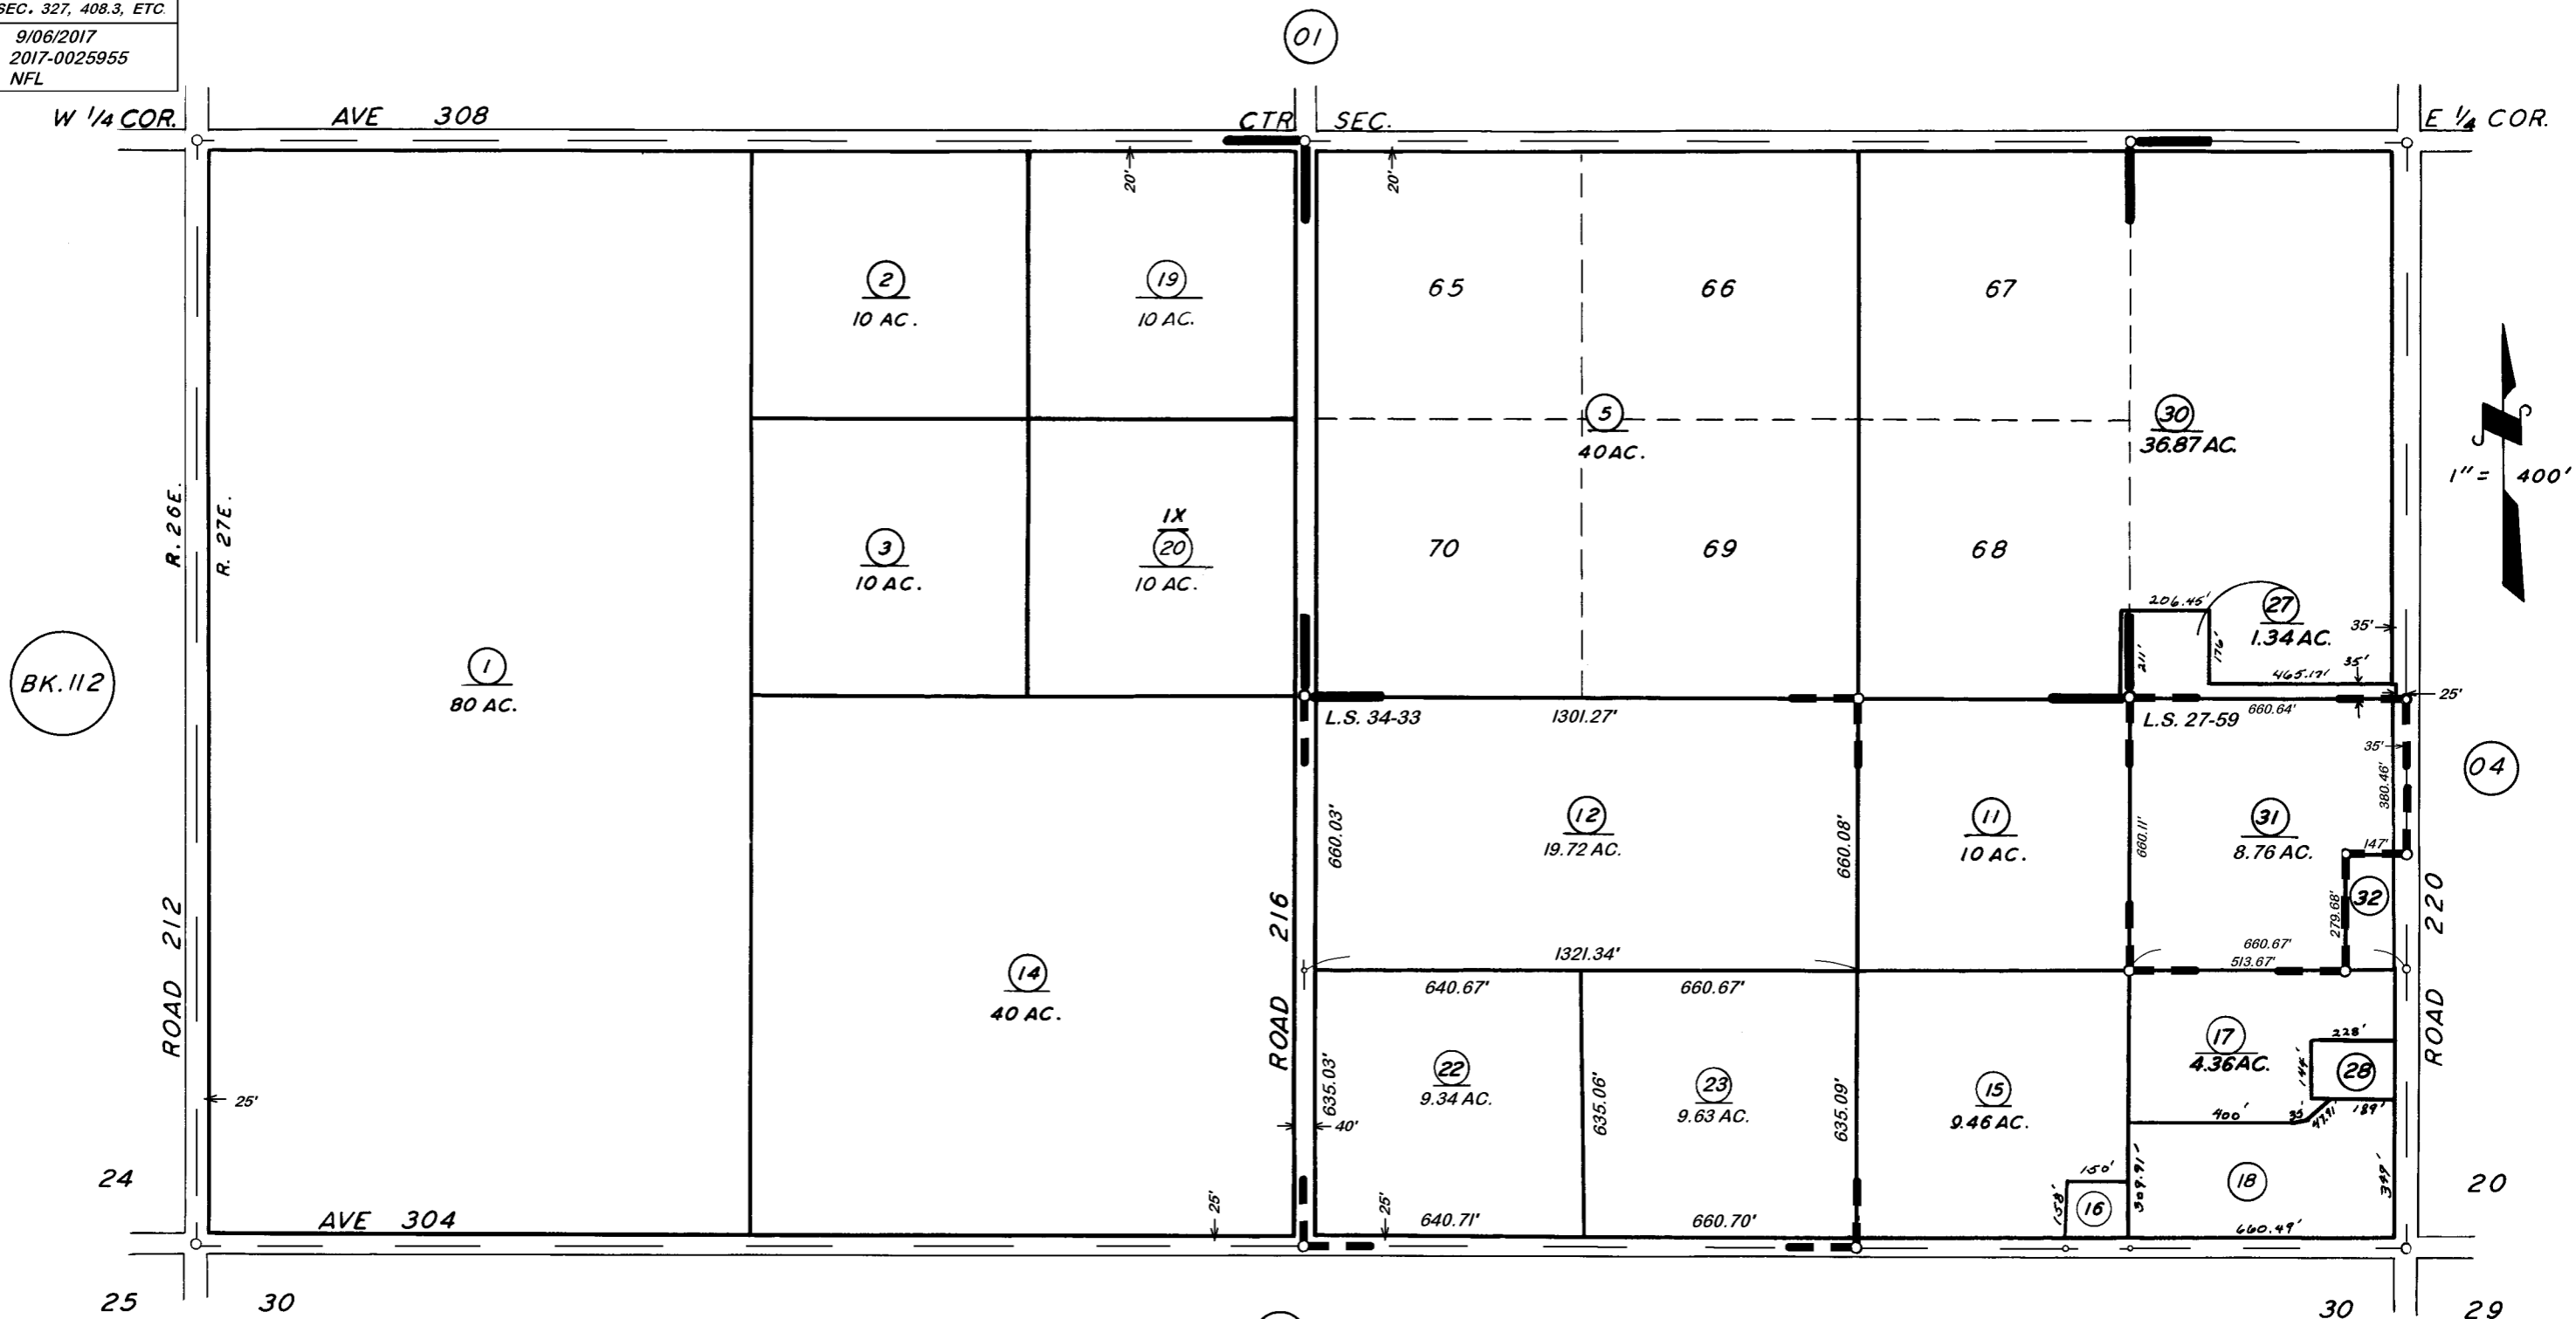 SEC. 327, 408.3, ETC.
9/06/2017
2017-0025955
NFL
01
W 1/4 COR.
AVE 308
CTR SEC.
E 1/4 COR.
20'
20'
2
10 AC.
19
10 AC.
65
66
67
5
40 AC.
30
36.87 AC.
1" = 400'
R. 26E.
R. 27E.
3
10 AC.
1X
20
10 AC.
70
69
68
206.45'
27
1.34 AC.
35'
211'
176'
465.17'
35'
25'
BK. 112
1
80 AC.
L.S. 34-33
1301.27'
L.S. 27-59
660.64'
35'
380.46'
04
660.03'
12
19.72 AC.
660.08'
11
10 AC.
660.11'
31
8.76 AC.
147'
32
279.68'
ROAD 212
ROAD 216
ROAD 220
14
40 AC.
1321.34'
660.67'
513.67'
640.67'
660.67'
635.03'
22
9.34 AC.
635.06'
23
9.63 AC.
635.09'
15
9.46 AC.
17
4.36 AC.
228'
144'
28
189'
400'
35'
47.91'
25'
40'
24
25'
25'
150'
158'
16
309.91'
18
349'
20
AVE 304
640.71'
660.70'
660.49'
25
30
30
29